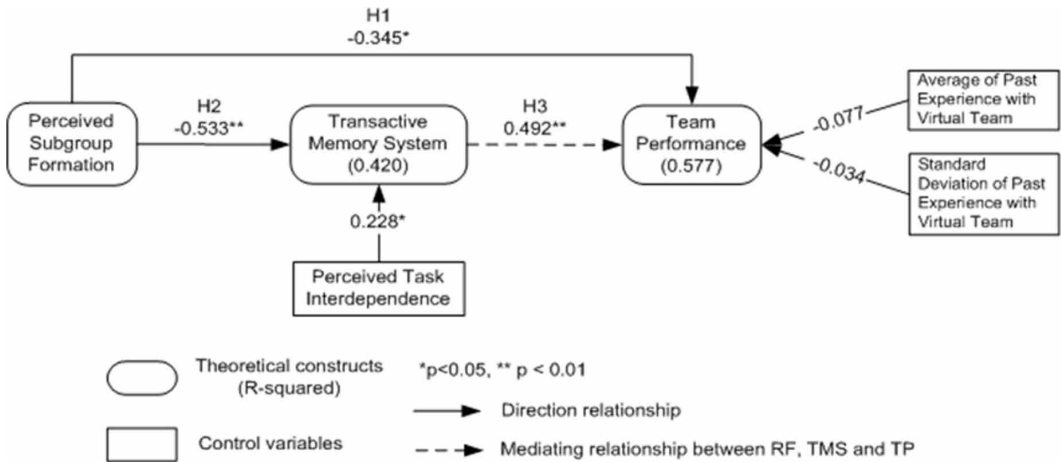 H1
-0.345*
Perceived
Subgroup
Formation
H2
-0.533**
Transactive
Memory System
(0.420)
H3
0.492**
Team
Performance
(0.577)
-0.077
Average of Past
Experience with
Virtual Team
-0.034
Standard
Deviation of Past
Experience with
Virtual Team
0.228*
Perceived Task
Interdependence
Theoretical constructs
(R-squared)
*p<0.05, ** p < 0.01
Direction relationship
Control variables
Mediating relationship between RF, TMS and TP